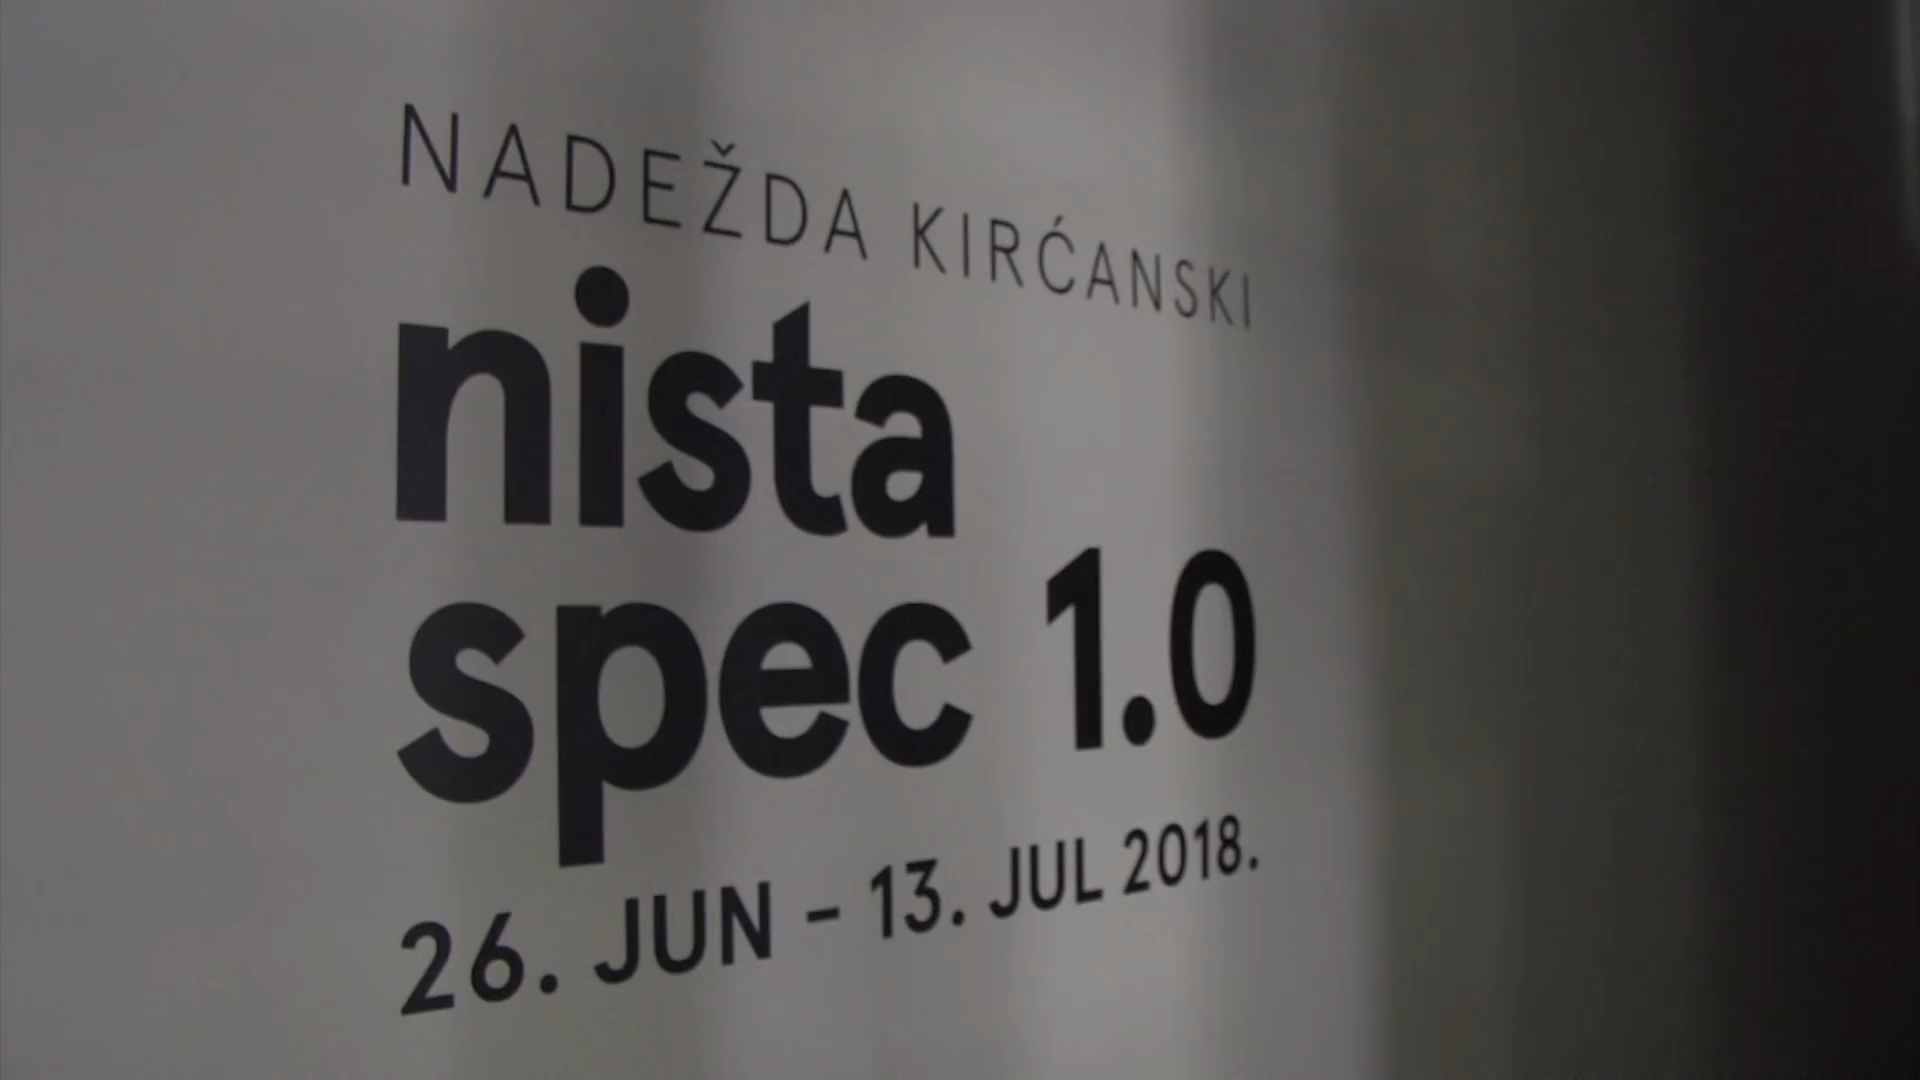 NADEŽDA KIRĆANSKI
nista
spec 1.0
26. JUN – 13. JUL 2018.